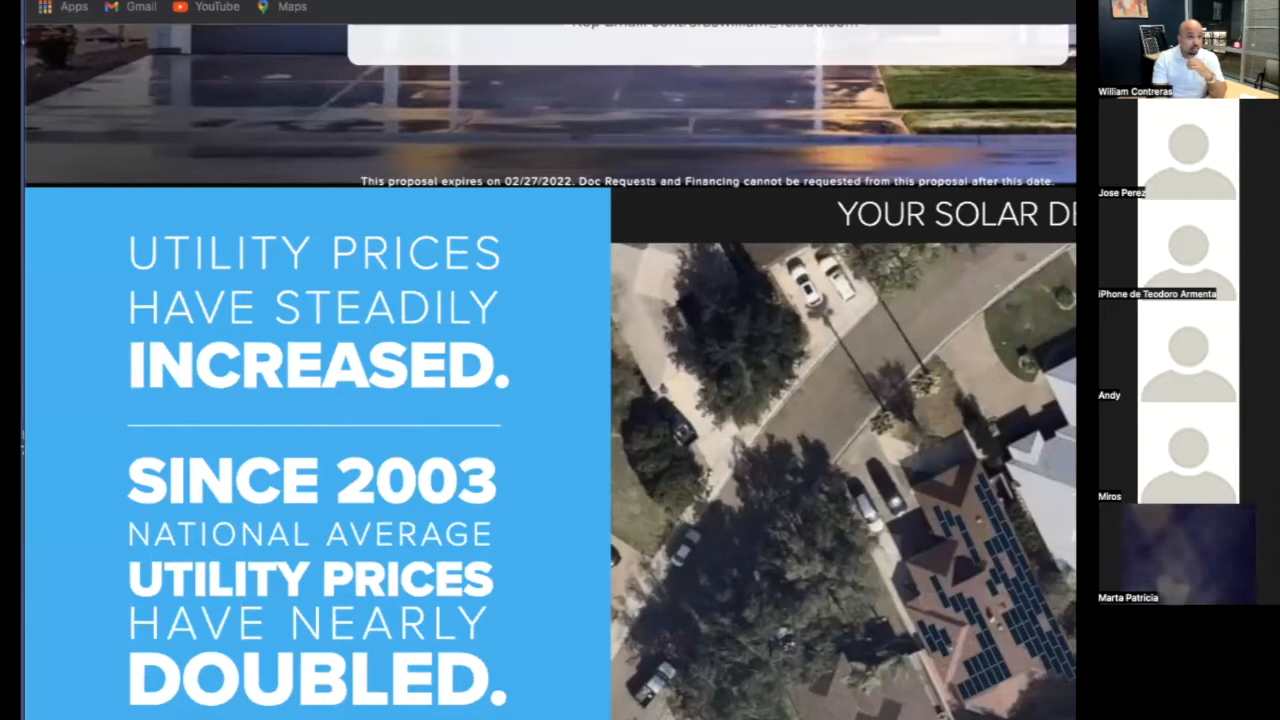 Apps Gmail YouTube Maps
This proposal expires on 02/27/2022. Doc Requests and Financing cannot be requested from this proposal after this date.
UTILITY PRICES
HAVE STEADILY
INCREASED.
SINCE 2003
NATIONAL AVERAGE
UTILITY PRICES
HAVE NEARLY
DOUBLED.
YOUR SOLAR
William Contreras
Jose Perez
iPhone de Teodoro Armenta
Andy
Miros
Marta Patricia